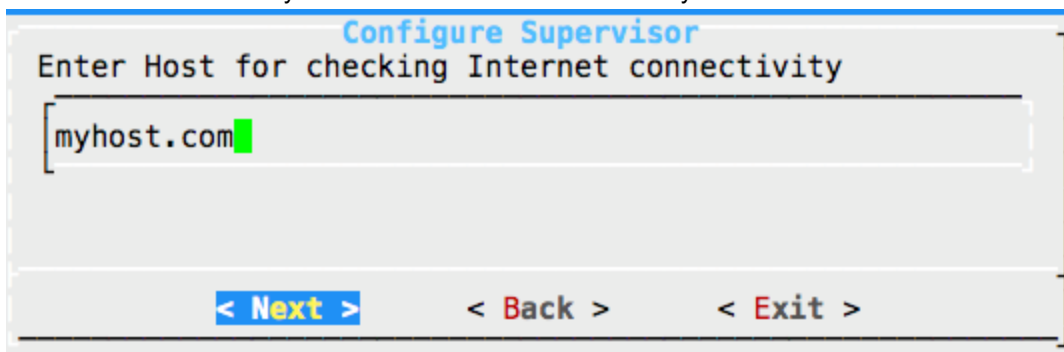 Configure Supervisor
Enter Host for checking Internet connectivity
myhost.com
< Next > < Back > < Exit >